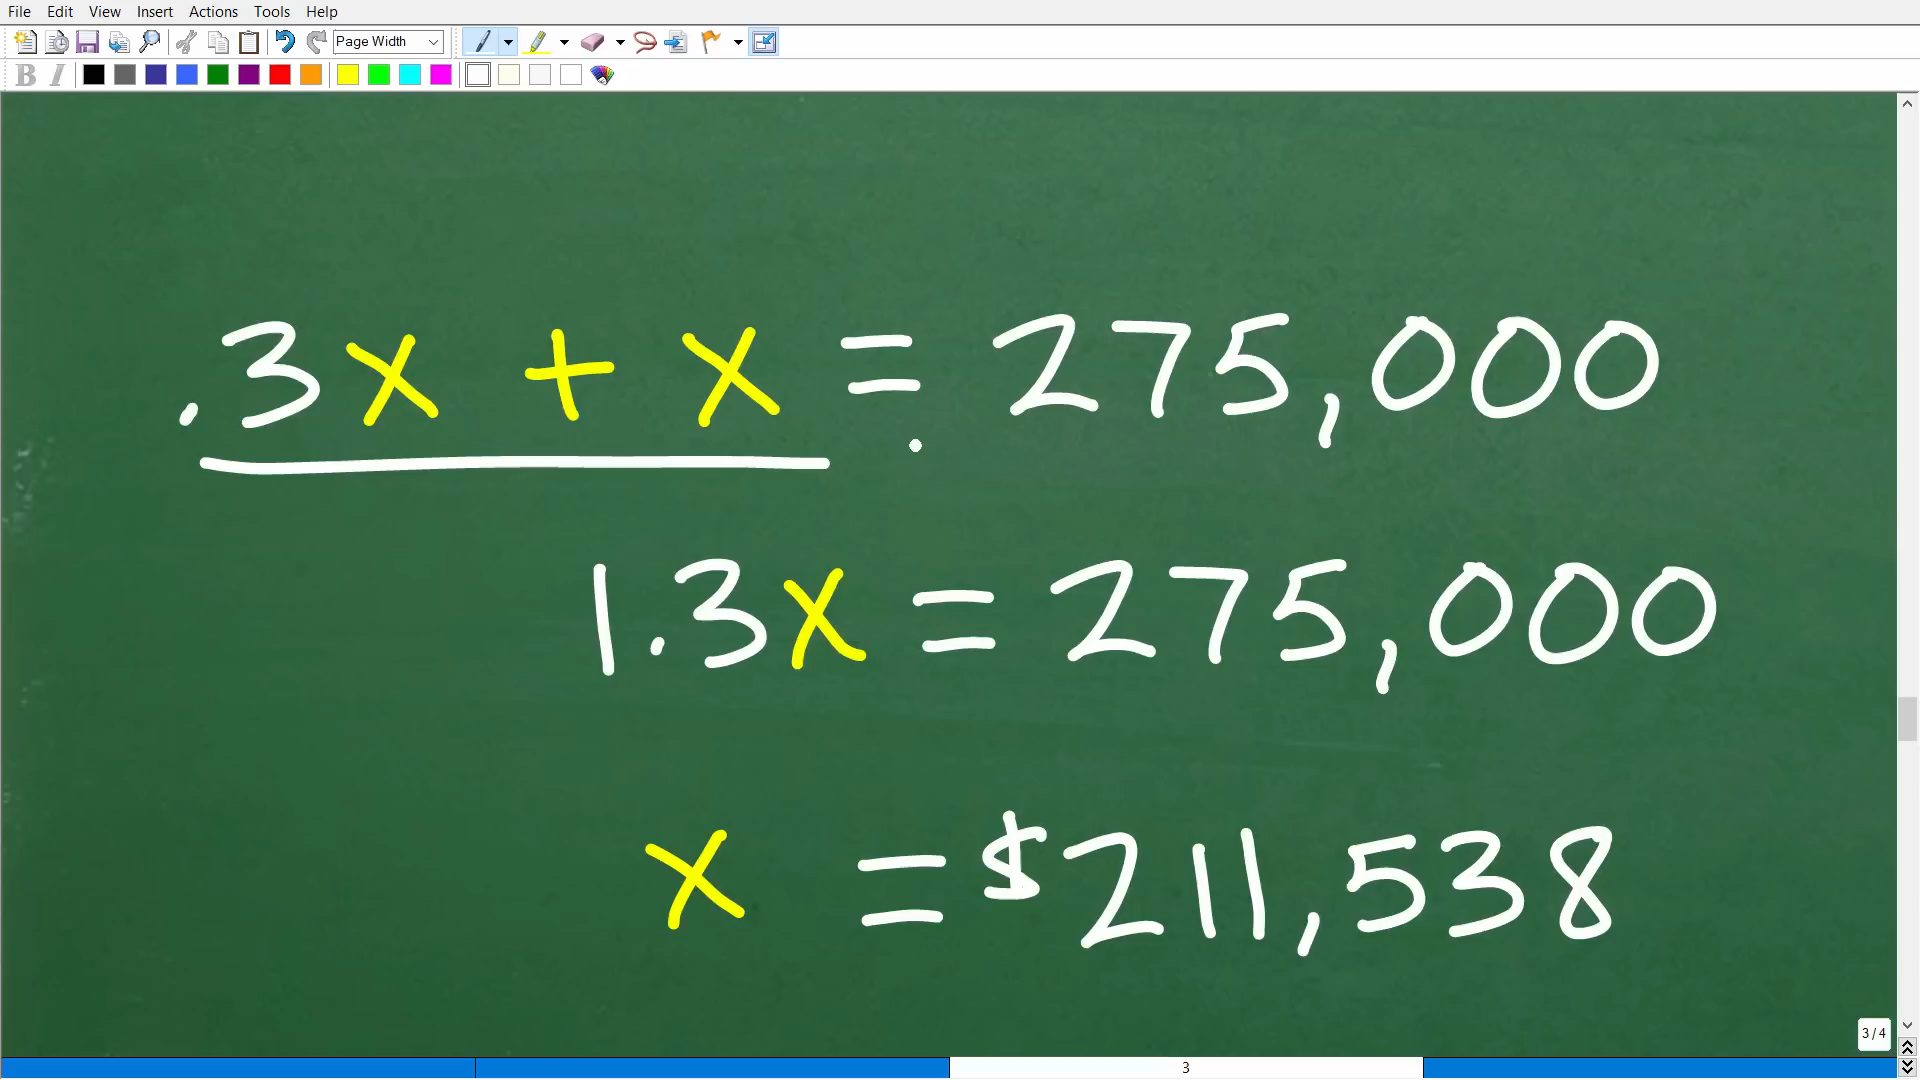 File Edit View Insert Actions Tools Help
Page Width
B I
.3x + x = 275,000
1.3x = 275,000
x = $211,538
3 / 4
3